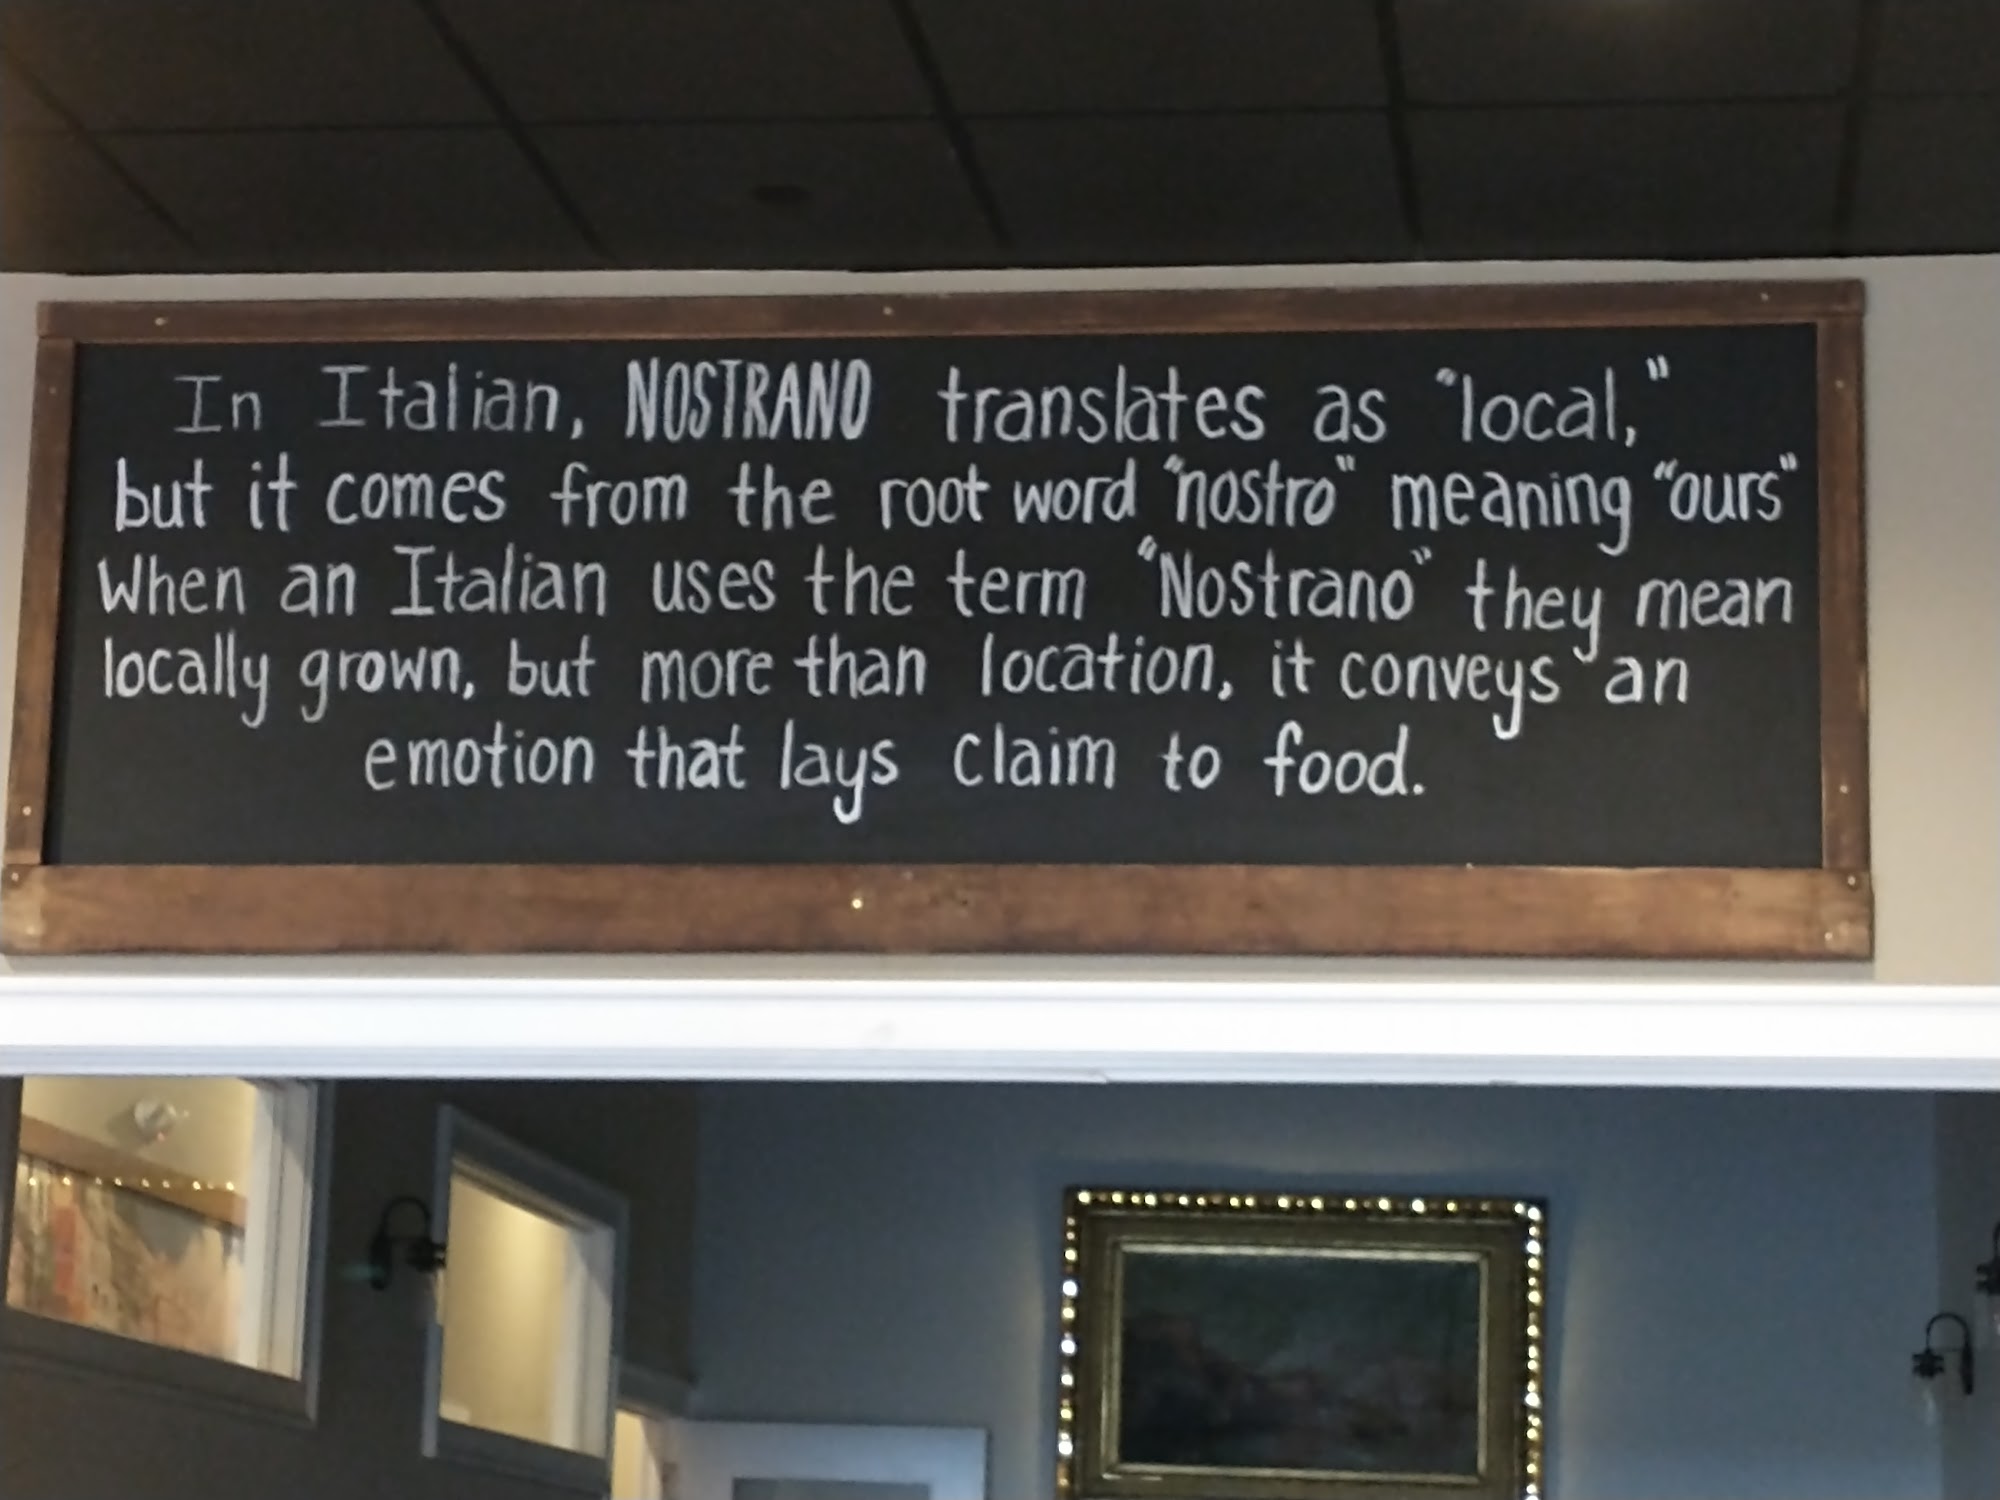 In Italian, NOSTRANO translates as "local,"
but it comes from the root word "nostro" meaning "ours"
When an Italian uses the term "Nostrano" they mean
locally grown, but more than location, it conveys an
emotion that lays claim to food.